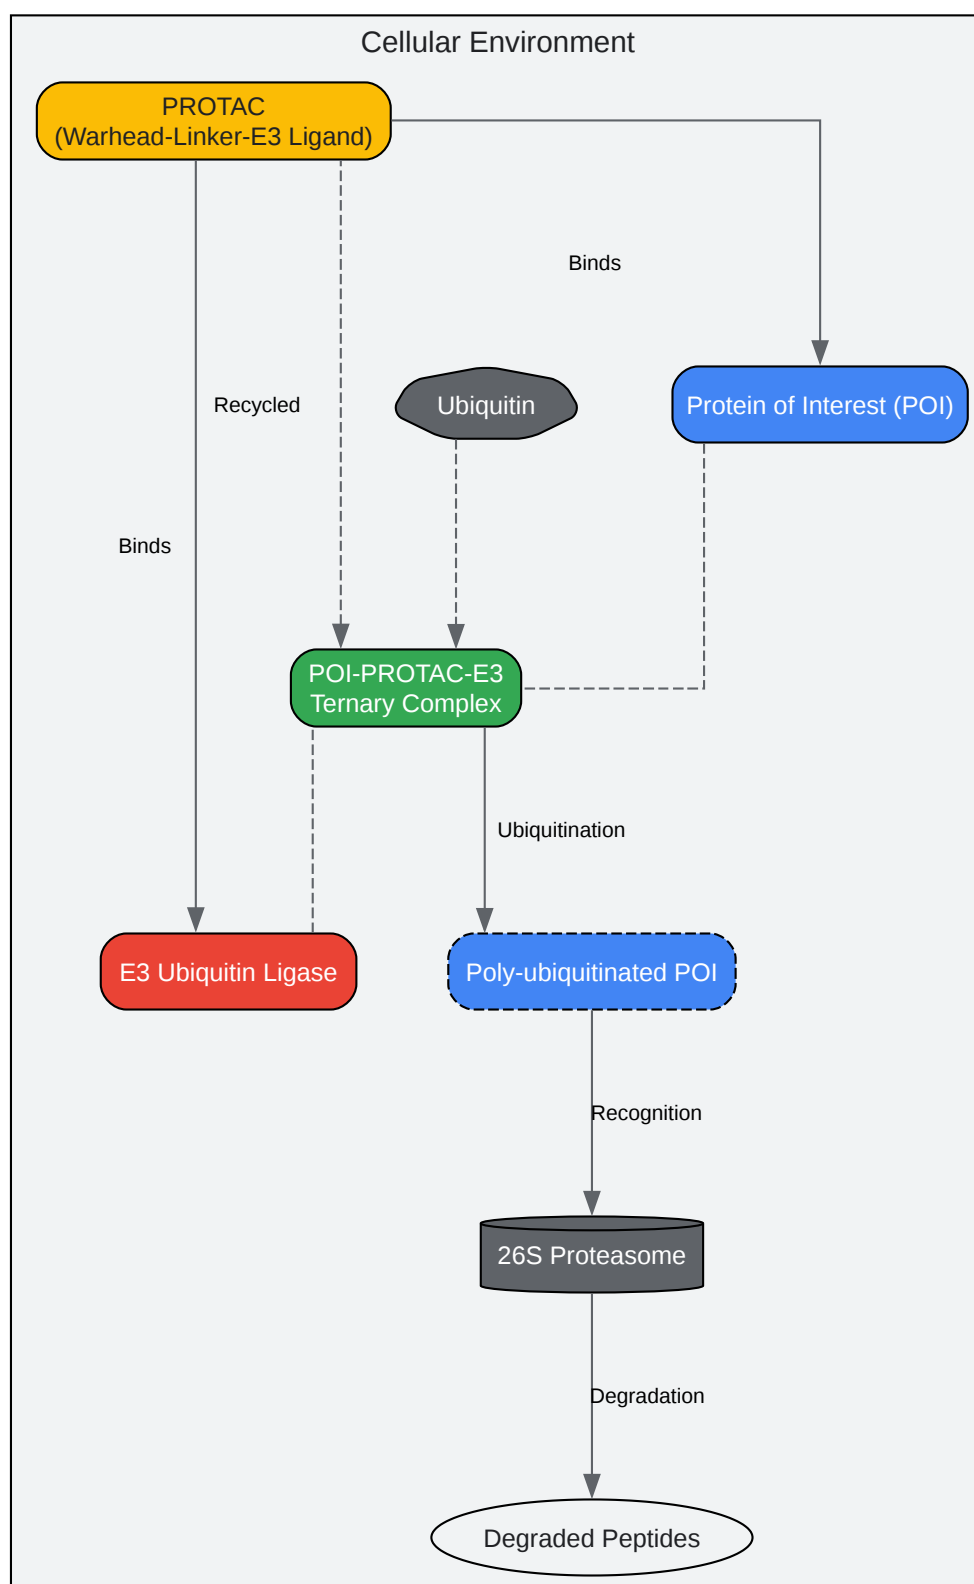 Cellular Environment
PROTAC
(Warhead-Linker-E3 Ligand)
Binds
Recycled
Ubiquitin
Protein of Interest (POI)
Binds
POI-PROTAC-E3
Ternary Complex
Ubiquitination
E3 Ubiquitin Ligase
Poly-ubiquitinated POI
Recognition
26S Proteasome
Degradation
Degraded Peptides